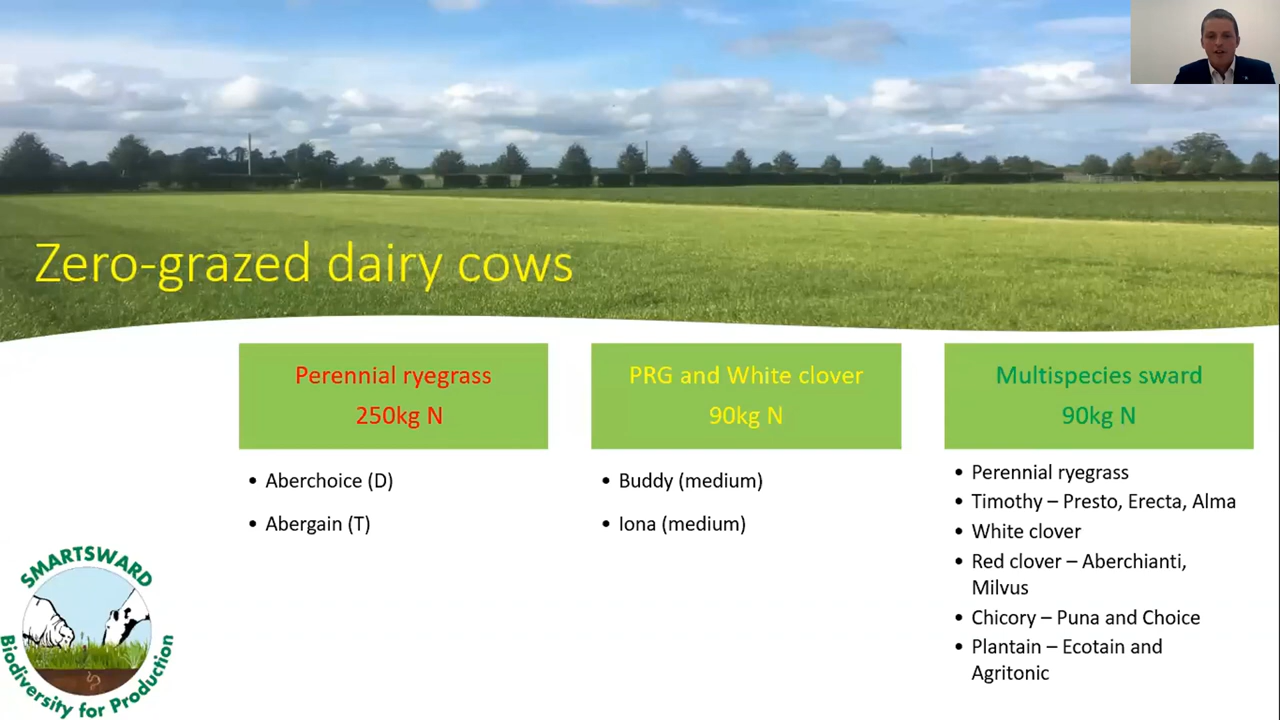 Zero-grazed dairy cows
Perennial ryegrass
250kg N
• Aberchoice (D)
• Abergain (T)
PRG and White clover
90kg N
• Buddy (medium)
• Iona (medium)
Multispecies sward
90kg N
• Perennial ryegrass
• Timothy – Presto, Erecta, Alma
• White clover
• Red clover – Aberchianti,
Milvus
• Chicory – Puna and Choice
• Plantain – Ecotain and
Agritonic
SMARTSWARD
Biodiversity for Production